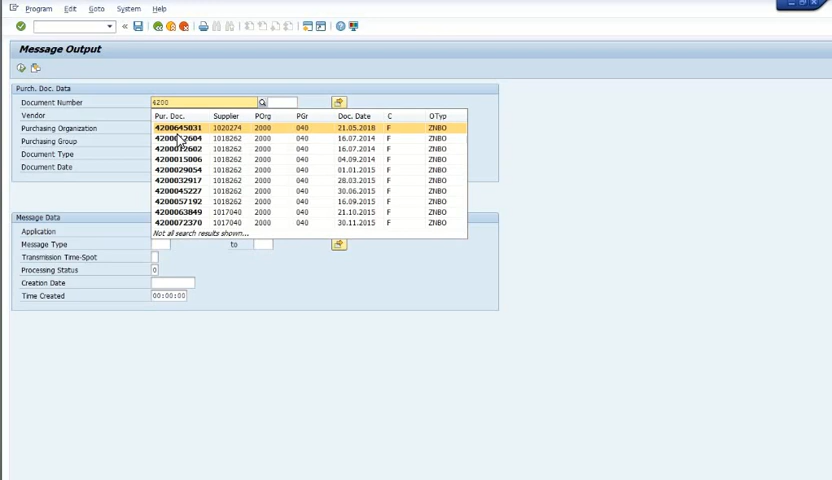 Program Edit Goto System Help
Message Output
Purch. Doc. Data
Document Number 4200
Vendor
Purchasing Organization
Purchasing Group
Document Type
Document Date
Pur. Doc. Supplier POrg PGr Doc. Date C OTyp
4200645031 1020274 2000 040 21.05.2018 F ZNBO
1018262 2000 040 16.07.2014 F ZNBO
4200012602 1018262 2000 040 16.07.2014 F ZNBO
4200015006 1018262 2000 040 04.09.2014 F ZNBO
4200029054 1018262 2000 040 01.01.2015 F ZNBO
4200032917 1018262 2000 040 28.03.2015 F ZNBO
4200045227 1018262 2000 040 30.06.2015 F ZNBO
4200057192 1018262 2000 040 16.09.2015 F ZNBO
4200063849 1017040 2000 040 21.10.2015 F ZNBO
4200072370 1017040 2000 040 30.11.2015 F ZNBO
Not all search results shown...
Message Data
Application
Message Type to
Transmission Time-Spot
Processing Status 0
Creation Date
Time Created 00:00:00